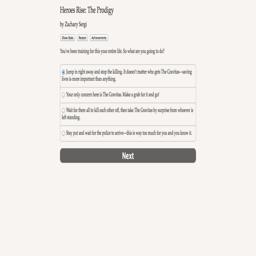 Heroes Rise: The Prodigy
by Zachary Sergi
Show Stats
Restart
Achievements
You've been training for this your entire life. So what are you going to do?
Jump in right away and stop the killing. It doesn't matter who gets The Gravitas—saving
lives is more important than anything.
Your only concern here is The Gravitas. Make a grab for it and go!
Wait for them all to kill each other off, then take The Gravitas by surprise from whoever is
left standing.
Stay put and wait for the police to arrive—this is way too much for you and you know it.
Next